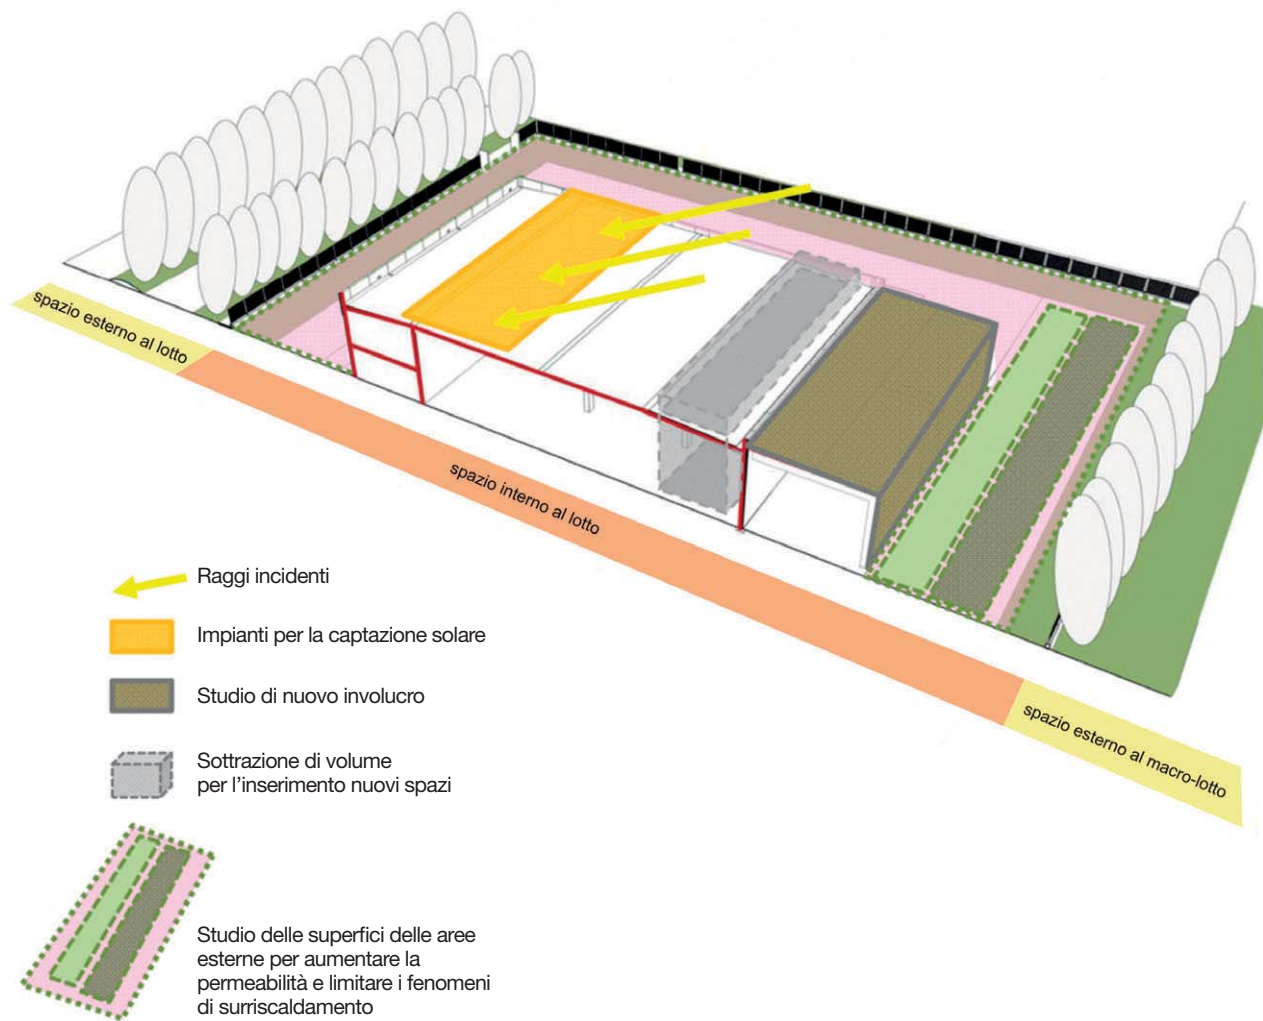 spazio esterno al lotto
spazio interno al lotto
spazio esterno al macro-lotto
Raggi incidenti
Impianti per la captazione solare
Studio di nuovo involucro
Sottrazione di volume
per l'inserimento nuovi spazi
Studio delle superfici delle aree
esterne per aumentare la
permeabilità e limitare i fenomeni
di surriscaldamento